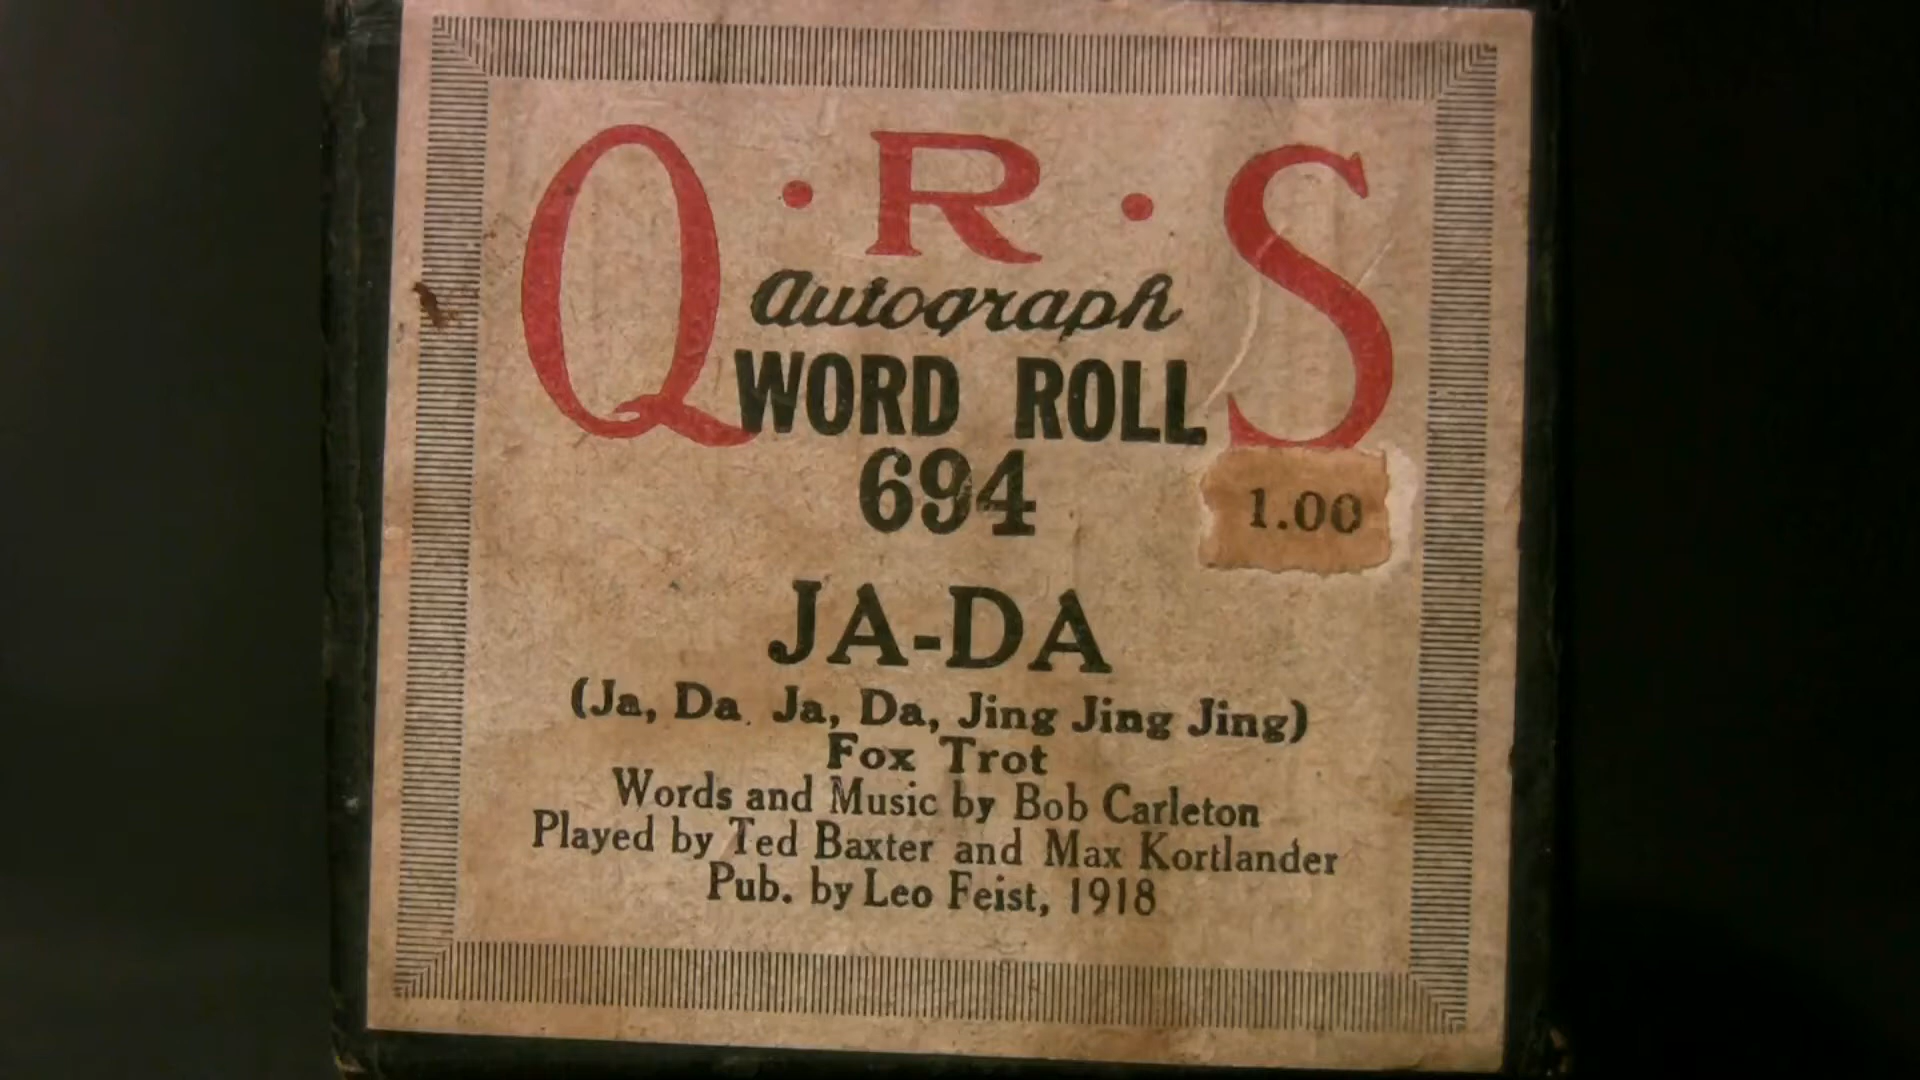 Q·R·S
Autograph
WORD ROLL
694
1.00
JA-DA
(Ja, Da, Ja, Da, Jing Jing Jing)
Fox Trot
Words and Music by Bob Carleton
Played by Ted Baxter and Max Kortlander
Pub. by Leo Feist, 1918